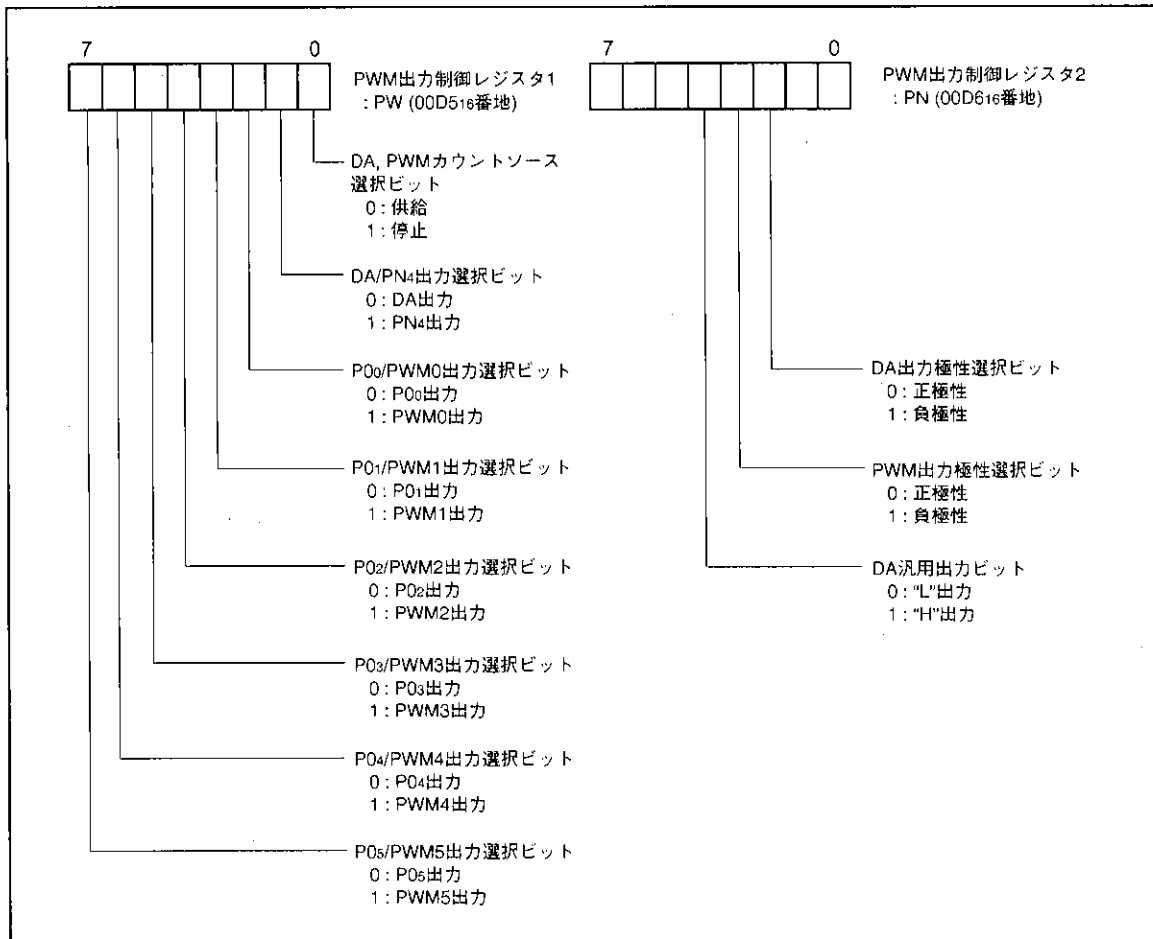 7 0
PWM出力制御レジスタ1
: PW (00D516番地)
DA, PWMカウントソース
選択ビット
0 : 供給
1 : 停止
DA/PN4出力選択ビット
0 : DA出力
1 : PN4出力
P00/PWM0出力選択ビット
0 : P00出力
1 : PWM0出力
P01/PWM1出力選択ビット
0 : P01出力
1 : PWM1出力
P02/PWM2出力選択ビット
0 : P02出力
1 : PWM2出力
P03/PWM3出力選択ビット
0 : P03出力
1 : PWM3出力
P04/PWM4出力選択ビット
0 : P04出力
1 : PWM4出力
P05/PWM5出力選択ビット
0 : P05出力
1 : PWM5出力
7 0
PWM出力制御レジスタ2
: PN (00D616番地)
DA出力極性選択ビット
0 : 正極性
1 : 負極性
PWM出力極性選択ビット
0 : 正極性
1 : 負極性
DA汎用出力ビット
0 : “L”出力
1 : “H”出力